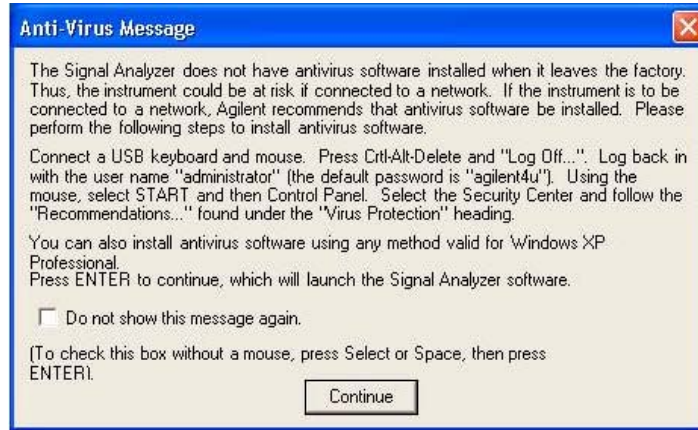 Anti-Virus Message
The Signal Analyzer does not have antivirus software installed when it leaves the factory.
Thus, the instrument could be at risk if connected to a network. If the instrument is to be
connected to a network, Agilent recommends that antivirus software be installed. Please
perform the following steps to install antivirus software.
Connect a USB keyboard and mouse. Press Crtl-Alt-Delete and "Log Off...". Log back in
with the user name "administrator" (the default password is "agilent4u"). Using the
mouse, select START and then Control Panel. Select the Security Center and follow the
"Recommendations..." found under the "Virus Protection" heading.
You can also install antivirus software using any method valid for Windows XP
Professional.
Press ENTER to continue, which will launch the Signal Analyzer software.
Do not show this message again.
(To check this box without a mouse, press Select or Space, then press
ENTER).
Continue